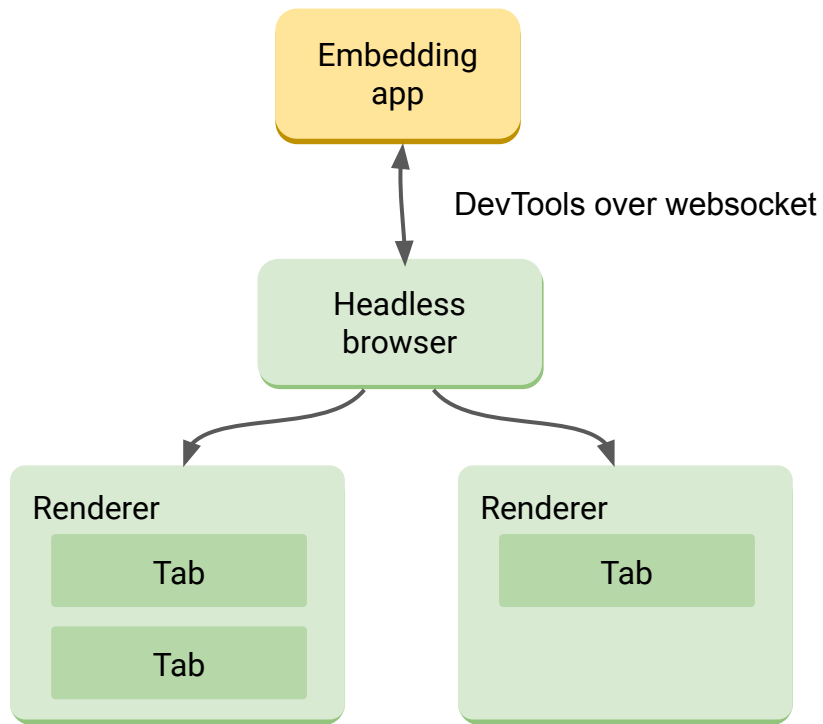 Embedding
app
DevTools over websocket
Headless
browser
Renderer
Tab
Tab
Renderer
Tab